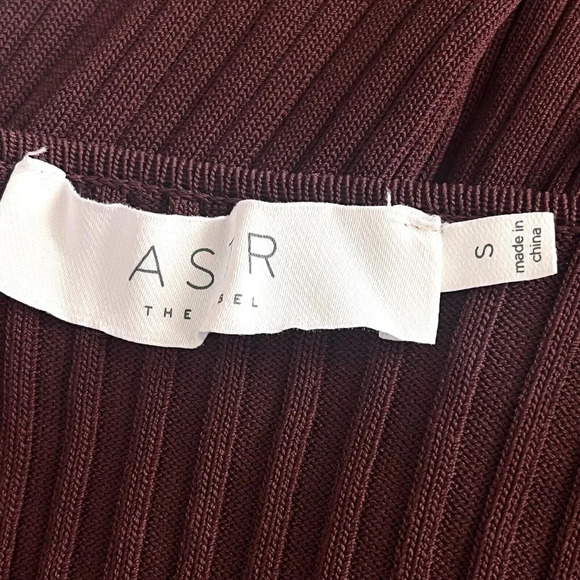 AS R
THE BEL
S
made in
china